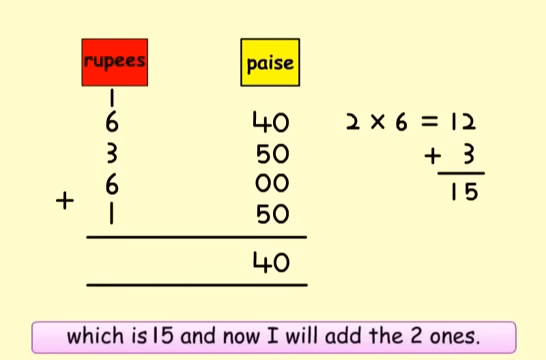 rupees paise
1
6 40 2 × 6 = 12
3 50 + 3
6 00 15
+ 1 50
40
which is 15 and now I will add the 2 ones.